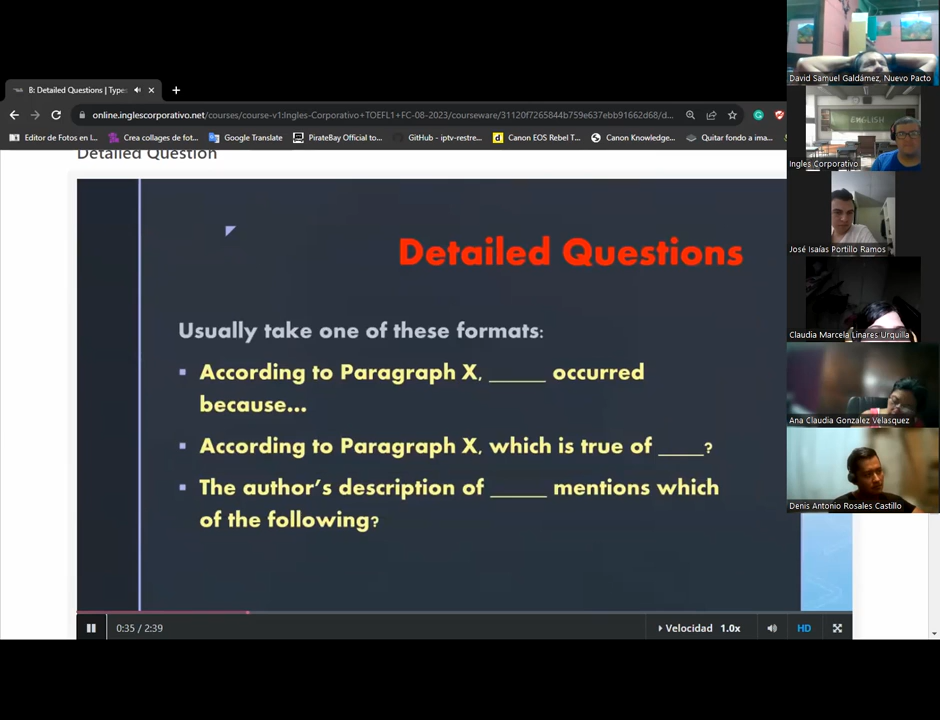 B: Detailed Questions | Type
online.inglescorporativo.net/courses/course-v1:Ingles-Corporativo+TOEFL1+FC-08-2023/courseware/31120f7265844b759e637ebb91662d68/d...
Editor de Fotos en l...
Crea collages de fot...
Google Translate
PirateBay Official to...
GitHub - iptv-restre...
Canon EOS Rebel T...
Canon Knowledge...
Quitar fondo a ima...
Detailed Question
Detailed Questions
Usually take one of these formats:
▪ According to Paragraph X, _____ occurred
because...
▪ According to Paragraph X, which is true of ____?
▪ The author's description of _____ mentions which
of the following?
0:35 / 2:39
Velocidad 1.0x
HD
David Samuel Galdámez, Nuevo Pacto
ENGLISH
Ingles Corporativo
José Isaías Portillo Ramos
Claudia Marcela Linares Urquilla
Ana Claudia Gonzalez Velasquez
Denis Antonio Rosales Castillo